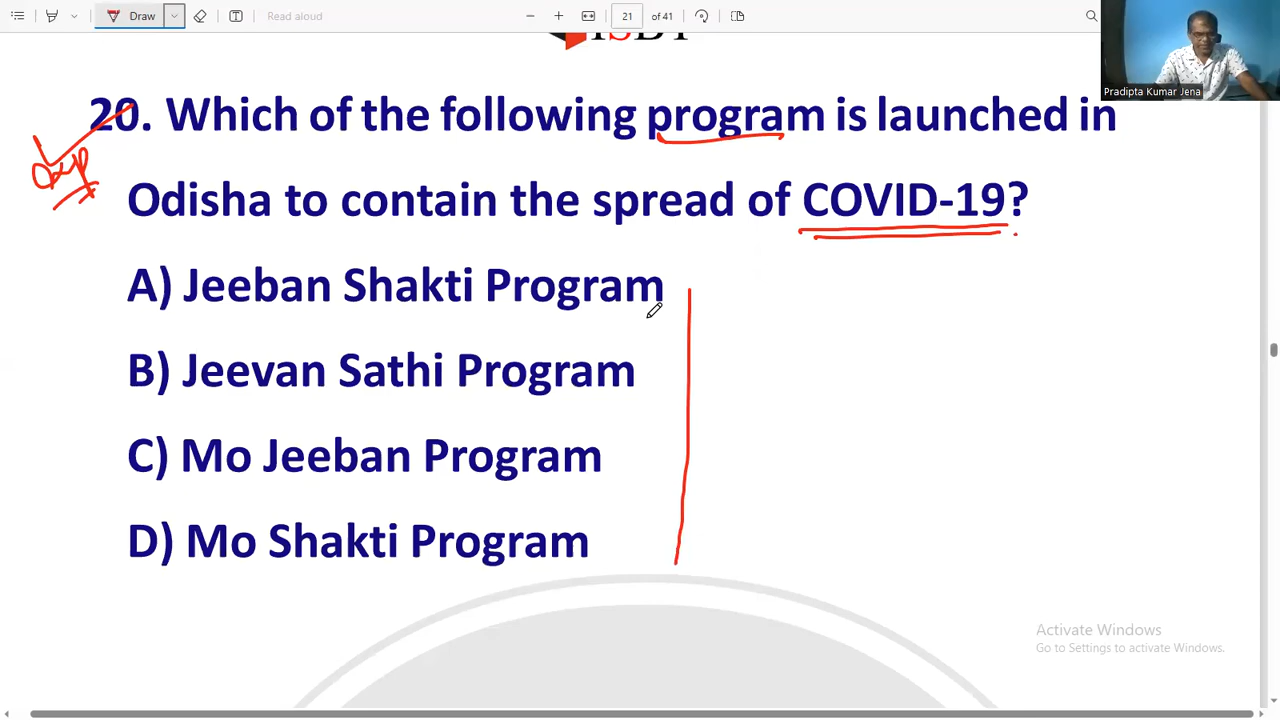 Draw
Read aloud
21 of 41
Pradipta Kumar Jena
20. Which of the following program is launched in
Odisha to contain the spread of COVID-19?
A) Jeeban Shakti Program
B) Jeevan Sathi Program
C) Mo Jeeban Program
D) Mo Shakti Program
Activate Windows
Go to Settings to activate Windows.